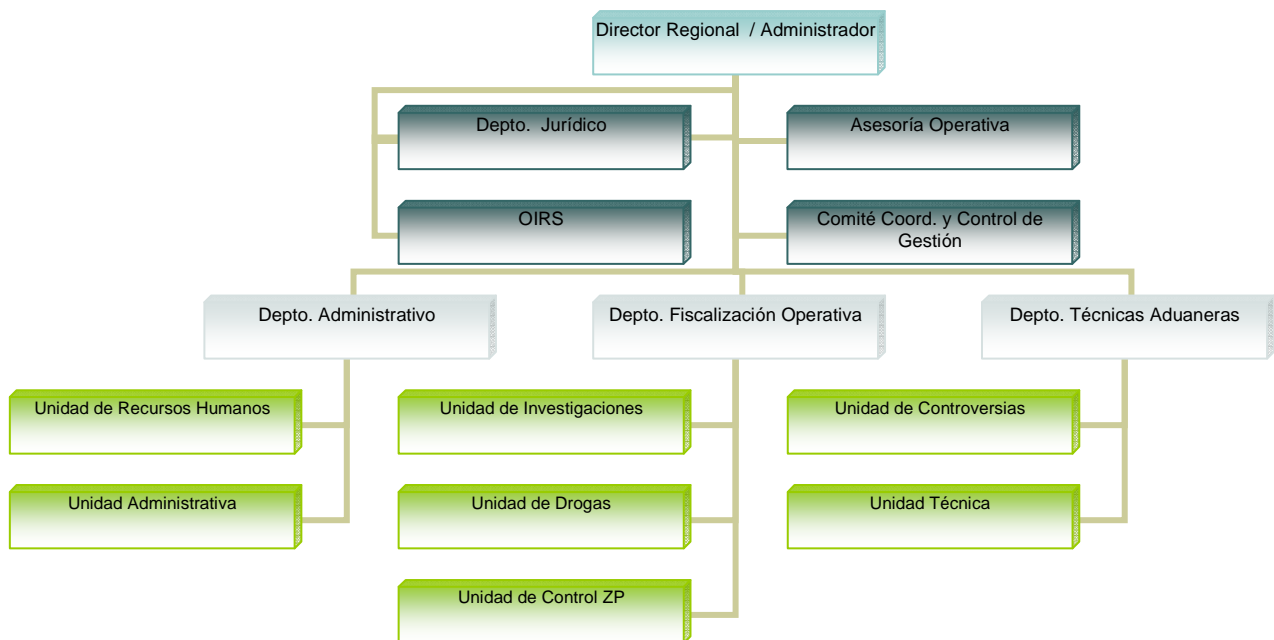 Director Regional / Administrador
Depto. Jurídico
Asesoría Operativa
OIRS
Comité Coord. y Control de
Gestión
Depto. Administrativo
Depto. Fiscalización Operativa
Depto. Técnicas Aduaneras
Unidad de Recursos Humanos
Unidad de Investigaciones
Unidad de Controversias
Unidad Administrativa
Unidad de Drogas
Unidad Técnica
Unidad de Control ZP